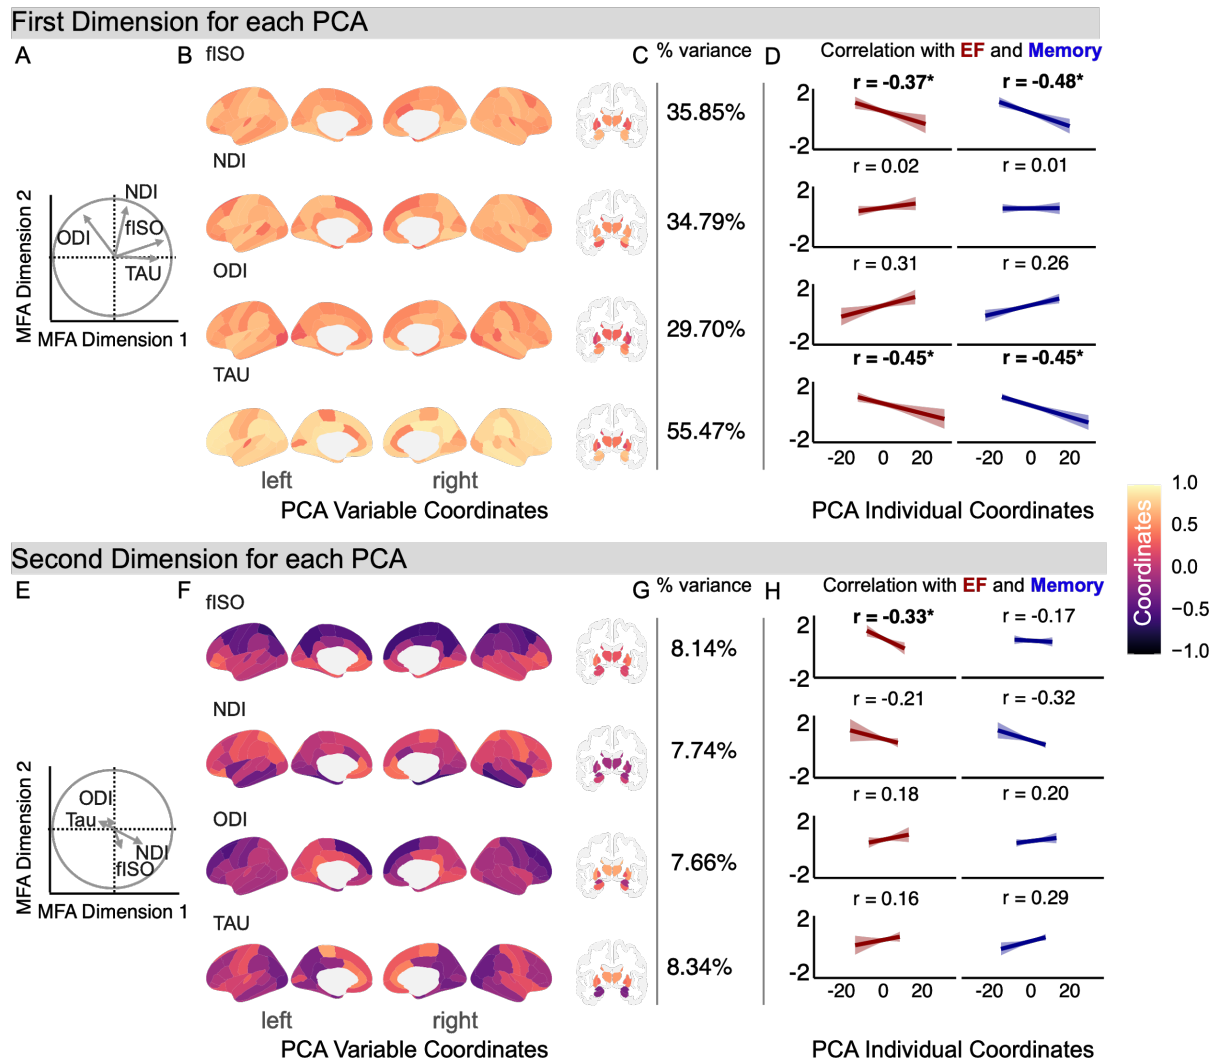 First Dimension for each PCA
A
B
fISO
C
% variance
D
Correlation with EF and Memory
r = -0.37*
r = -0.48*
2
-2
35.85%
NDI
r = 0.02
r = 0.01
2
-2
34.79%
MFA Dimension 2
NDI
ODI
fISO
TAU
MFA Dimension 1
ODI
r = 0.31
r = 0.26
2
-2
29.70%
TAU
r = -0.45*
r = -0.45*
2
-2
55.47%
-20 0 20
-20 0 20
left
right
PCA Variable Coordinates
PCA Individual Coordinates
Coordinates
1.0
0.5
0.0
−0.5
−1.0
Second Dimension for each PCA
E
F
fISO
G
% variance
H
Correlation with EF and Memory
r = -0.33*
r = -0.17
2
-2
8.14%
NDI
r = -0.21
r = -0.32
2
-2
7.74%
MFA Dimension 2
ODI
Tau
NDI
fISO
MFA Dimension 1
ODI
r = 0.18
r = 0.20
2
-2
7.66%
TAU
r = 0.16
r = 0.29
2
-2
8.34%
-20 0 20
-20 0 20
left
right
PCA Variable Coordinates
PCA Individual Coordinates